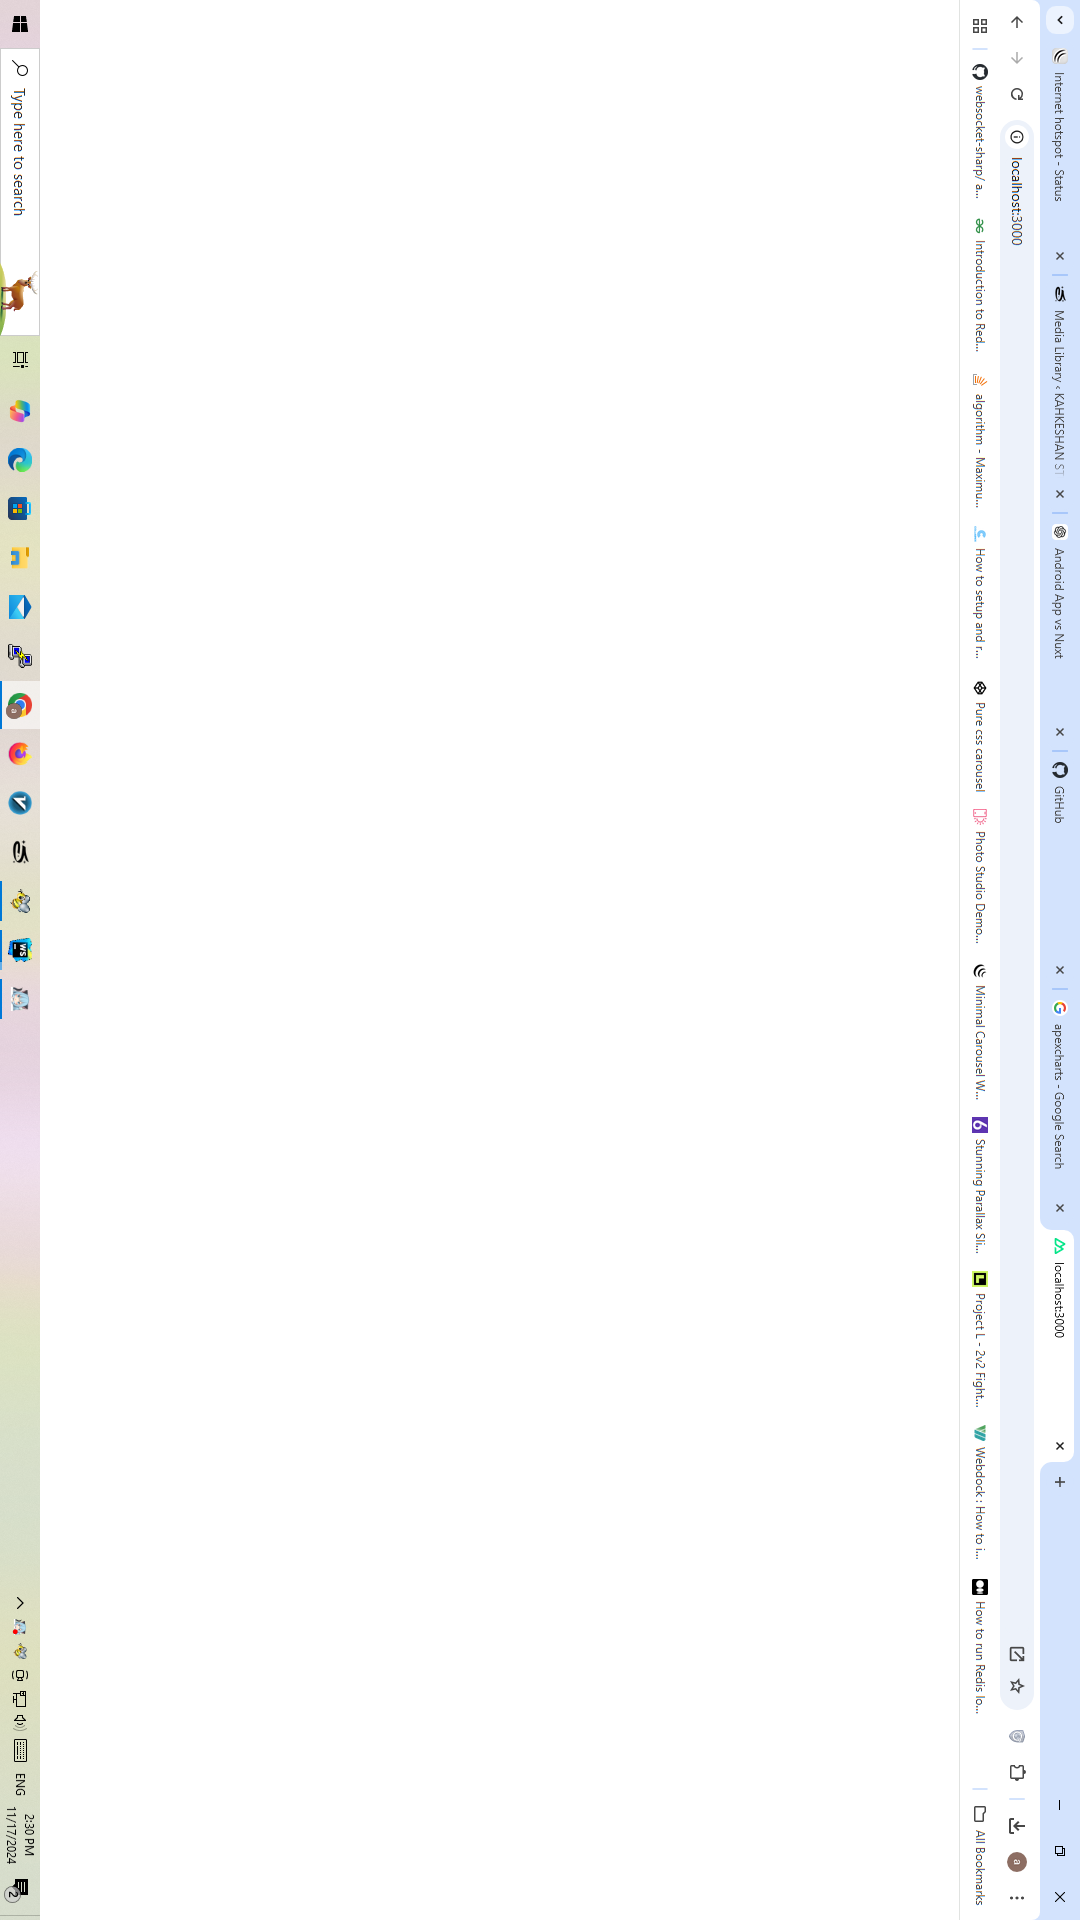 Internet hotspot - Status
Media Library ‹ KAHKESHAN ST
Android App vs Nuxt
GitHub
apexcharts - Google Search
localhost:3000
localhost:3000
websocket-sharp/ a...
Introduction to Red...
algorithm - Maximu...
How to setup and r...
Pure css carousel
Photo Studio Demo...
Minimal Carousel W...
Stunning Parallax Sli...
Project L - 2v2 Fight...
Webdock : How to i...
How to run Redis lo...
All Bookmarks
Type here to search
ENG
2:30 PM
11/17/2024
2